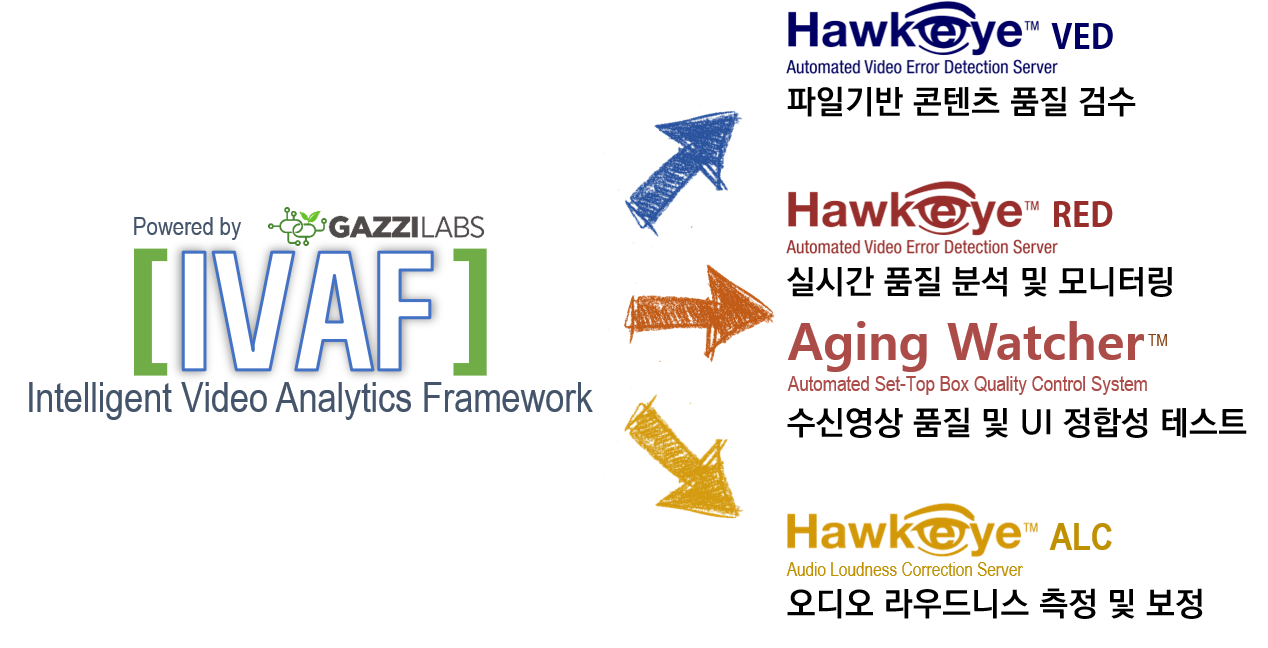 Powered by GAZZILABS
[IVAF]
Intelligent Video Analytics Framework
Hawkeye™ VED
Automated Video Error Detection Server
파일기반 콘텐츠 품질 검수
Hawkeye™ RED
Automated Video Error Detection Server
실시간 품질 분석 및 모니터링
Aging Watcher™
Automated Set-Top Box Quality Control System
수신영상 품질 및 UI 정합성 테스트
Hawkeye™ ALC
Audio Loudness Correction Server
오디오 라우드니스 측정 및 보정